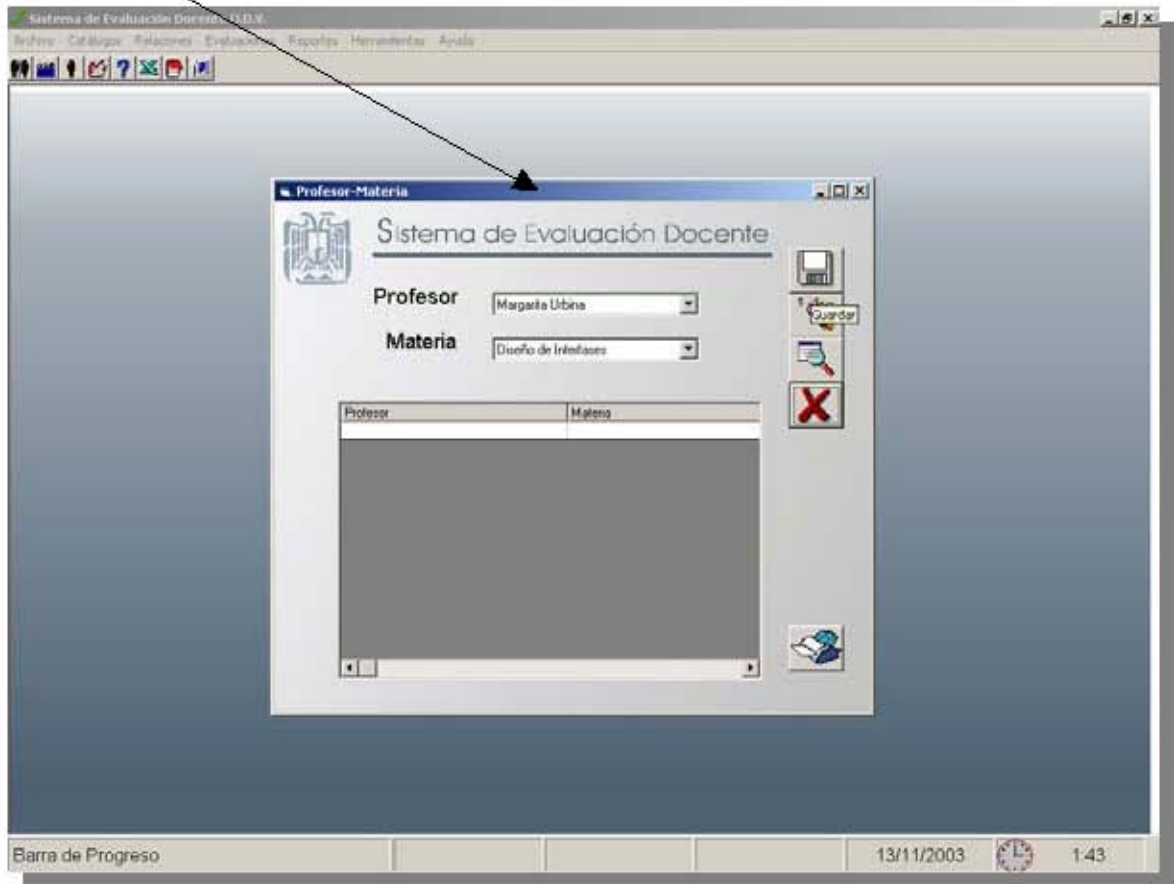 Sistema de Evaluación Docente U.D.V.
Archivo Catálogos Relaciones Evaluaciones Reportes Herramientas Ayuda
Profesor-Materia
Sistema de Evaluación Docente
Profesor Margarita Urbina
Guardar
Materia Diseño de Interfases
Profesor Materia
Barra de Progreso 13/11/2003 1:43